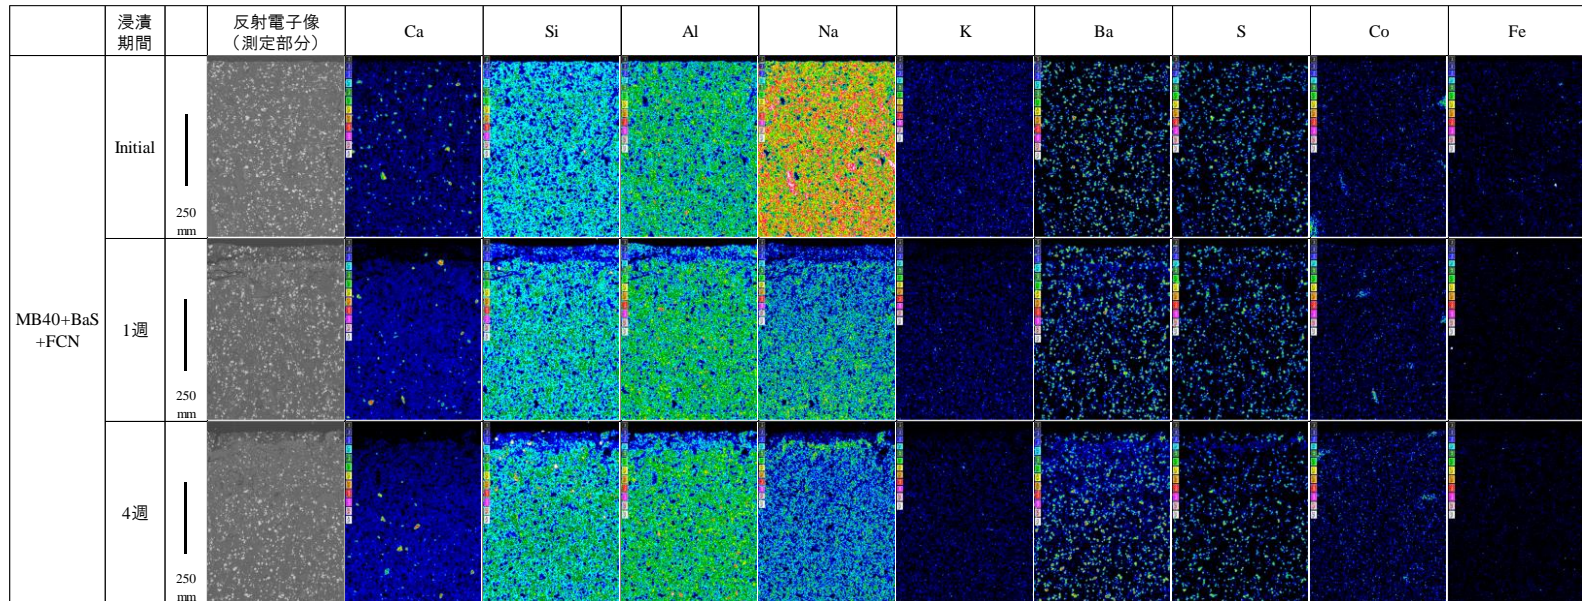 浸漬
期間
反射電子像
（測定部分）
Ca
Si
Al
Na
K
Ba
S
Co
Fe
MB40+BaS
+FCN
Initial
250
mm
1週
250
mm
4週
250
mm